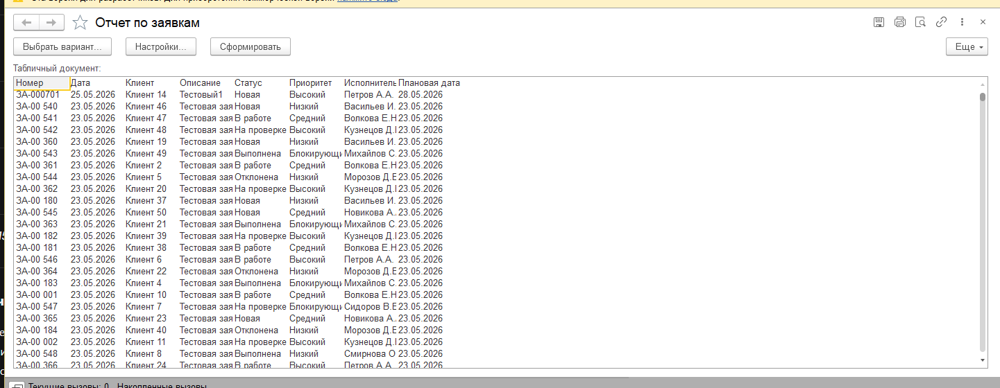 Отчет по заявкам
Выбрать вариант... Настройки... Сформировать Еще
Табличный документ:
Номер Дата Клиент Описание Статус Приоритет Исполнитель Плановая дата
ЗА-000701 25.05.2026 Клиент 14 Тестовый1 Новая Высокий Петров А.А. 28.05.2026
ЗА-00 540 23.05.2026 Клиент 46 Тестовая зая Новая Низкий Васильев И. 23.05.2026
ЗА-00 541 23.05.2026 Клиент 47 Тестовая зая В работе Средний Волкова Е.Н 23.05.2026
ЗА-00 542 23.05.2026 Клиент 48 Тестовая зая На проверке Высокий Кузнецов Д. 23.05.2026
ЗА-00 360 23.05.2026 Клиент 19 Тестовая зая Новая Низкий Васильев И. 23.05.2026
ЗА-00 543 23.05.2026 Клиент 49 Тестовая зая Выполнена Блокирующи Михайлов С. 23.05.2026
ЗА-00 361 23.05.2026 Клиент 2 Тестовая зая В работе Средний Волкова Е.Н 23.05.2026
ЗА-00 544 23.05.2026 Клиент 5 Тестовая зая Отклонена Низкий Морозов Д.Е 23.05.2026
ЗА-00 362 23.05.2026 Клиент 20 Тестовая зая На проверке Высокий Кузнецов Д. 23.05.2026
ЗА-00 180 23.05.2026 Клиент 37 Тестовая зая Новая Низкий Васильев И. 23.05.2026
ЗА-00 545 23.05.2026 Клиент 50 Тестовая зая Новая Средний Новикова А. 23.05.2026
ЗА-00 363 23.05.2026 Клиент 21 Тестовая зая Выполнена Блокирующи Михайлов С. 23.05.2026
ЗА-00 182 23.05.2026 Клиент 39 Тестовая зая На проверке Высокий Кузнецов Д. 23.05.2026
ЗА-00 181 23.05.2026 Клиент 38 Тестовая зая В работе Средний Волкова Е.Н 23.05.2026
ЗА-00 546 23.05.2026 Клиент 6 Тестовая зая В работе Высокий Петров А.А. 23.05.2026
ЗА-00 364 23.05.2026 Клиент 22 Тестовая зая Отклонена Низкий Морозов Д.Е 23.05.2026
ЗА-00 183 23.05.2026 Клиент 4 Тестовая зая Выполнена Блокирующи Михайлов С. 23.05.2026
ЗА-00 001 23.05.2026 Клиент 10 Тестовая зая В работе Средний Волкова Е.Н 23.05.2026
ЗА-00 547 23.05.2026 Клиент 7 Тестовая зая На проверке Блокирующи Сидоров В.Е 23.05.2026
ЗА-00 365 23.05.2026 Клиент 23 Тестовая зая Новая Средний Новикова А. 23.05.2026
ЗА-00 184 23.05.2026 Клиент 40 Тестовая зая Отклонена Низкий Морозов Д.Е 23.05.2026
ЗА-00 002 23.05.2026 Клиент 11 Тестовая зая На проверке Высокий Кузнецов Д. 23.05.2026
ЗА-00 548 23.05.2026 Клиент 8 Тестовая зая Выполнена Низкий Смирнова О 23.05.2026
ЗА-00 366 23.05.2026 Клиент 24 Тестовая зая В работе Высокий Петров А.А. 23.05.2026
Текущие вызовы: 0 Накопленные вызовы